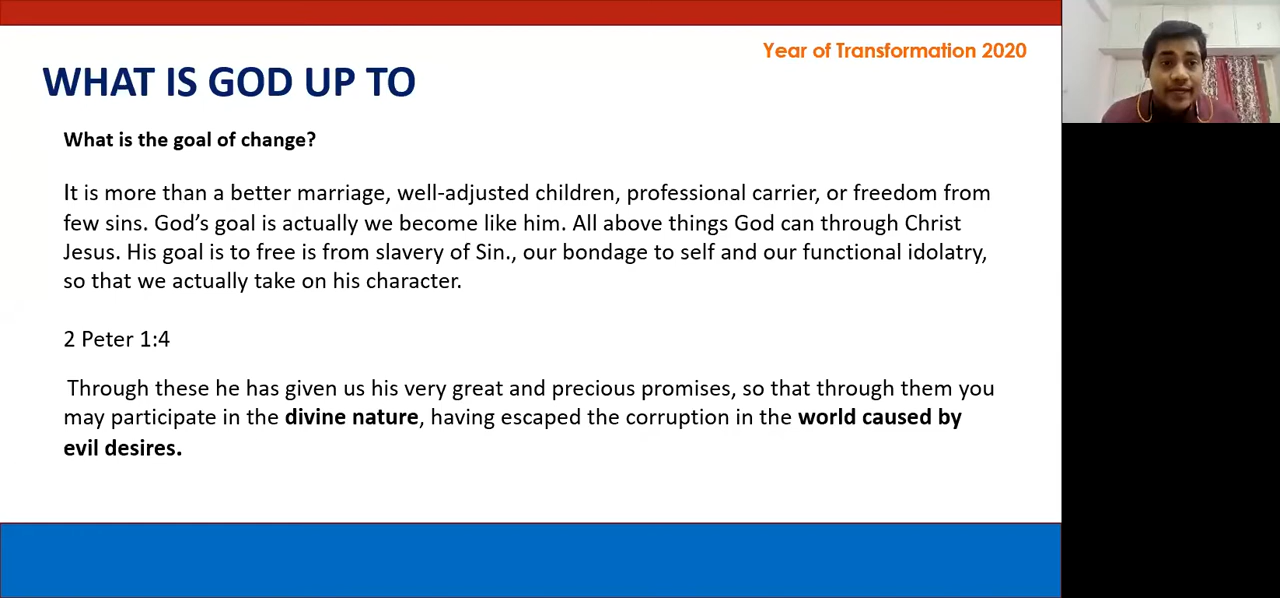 Year of Transformation 2020
WHAT IS GOD UP TO
What is the goal of change?
It is more than a better marriage, well-adjusted children, professional carrier, or freedom from
few sins. God’s goal is actually we become like him. All above things God can through Christ
Jesus. His goal is to free is from slavery of Sin., our bondage to self and our functional idolatry,
so that we actually take on his character.
2 Peter 1:4
Through these he has given us his very great and precious promises, so that through them you
may participate in the divine nature, having escaped the corruption in the world caused by
evil desires.